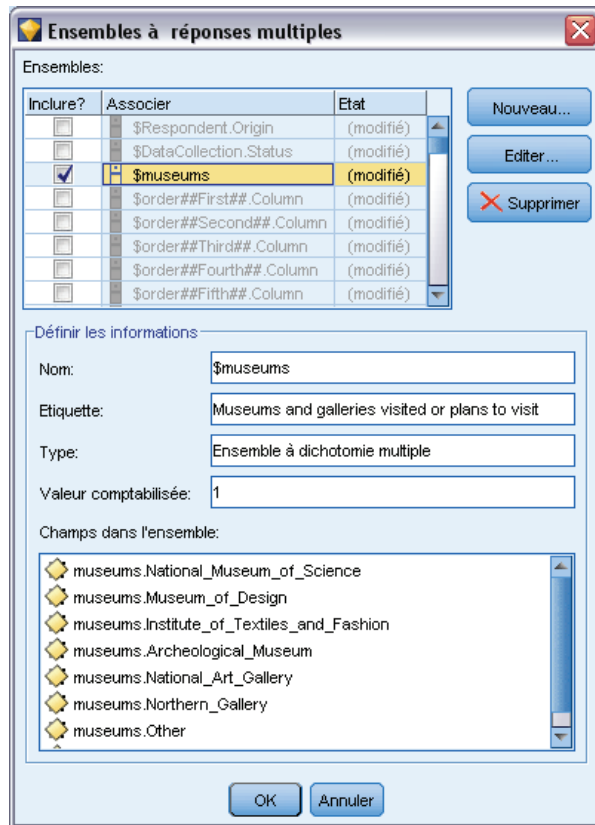 Ensembles à réponses multiples
Ensembles:
Inclure? Associer Etat
$Respondent.Origin (modifié)
$DataCollection.Status (modifié)
$museums (modifié)
$order##First##.Column (modifié)
$order##Second##.Column (modifié)
$order##Third##.Column (modifié)
$order##Fourth##.Column (modifié)
$order##Fifth##.Column (modifié)
Nouveau...
Editer...
Supprimer
Définir les informations
Nom: $museums
Etiquette: Museums and galleries visited or plans to visit
Type: Ensemble à dichotomie multiple
Valeur comptabilisée: 1
Champs dans l'ensemble:
museums.National_Museum_of_Science
museums.Museum_of_Design
museums.Institute_of_Textiles_and_Fashion
museums.Archeological_Museum
museums.National_Art_Gallery
museums.Northern_Gallery
museums.Other
OK Annuler